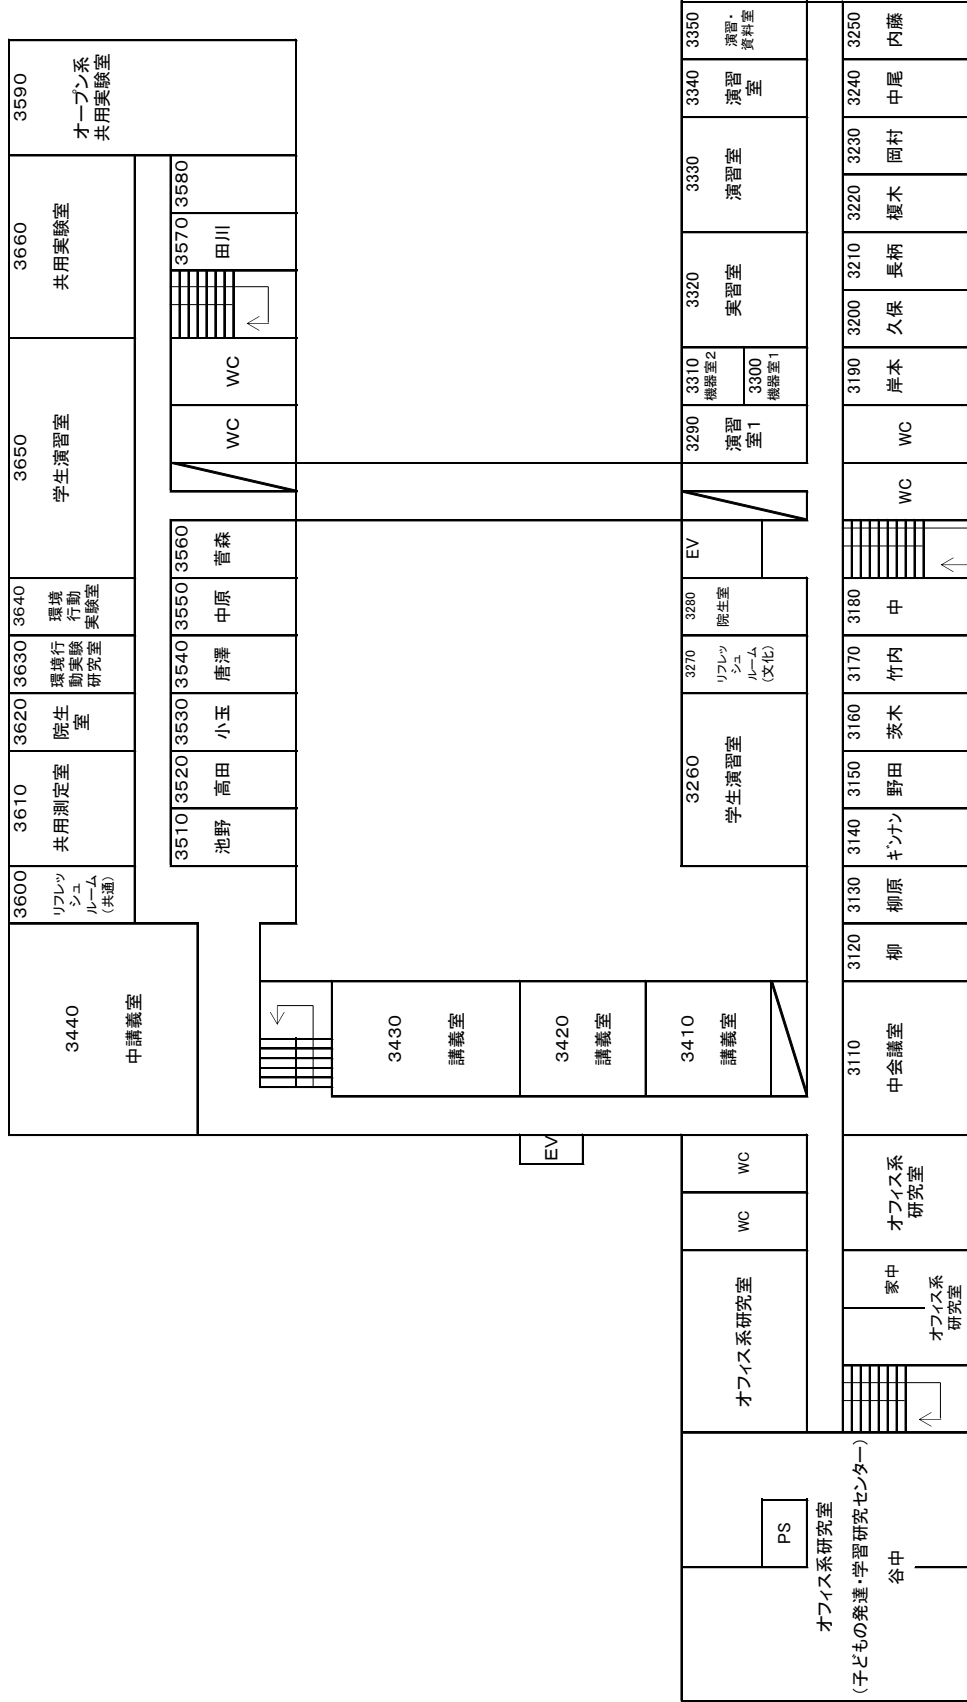 3590
オープン系
共用実験室
3660
共用実験室
3650
学生演習室
3640
環境
行動
実験室
3630
環境行
動実験
研究室
3620
院生
室
3610
共用測定室
3600
リフレッ
シュ
ルーム
(共通)
3580
3570
田川
WC
WC
3560
菅森
3550
中原
3540
唐澤
3530
小玉
3520
高田
3510
池野
3440
中講義室
3430
講義室
3420
講義室
3410
講義室
EV
3350
演習・
資料室
3340
演習
室
3330
演習室
3320
実習室
3310
機器室2
3300
機器室1
3290
演習
室1
EV
3280
院生室
3270
リフレッ
シュ
ルーム
(文化)
3260
学生演習室
WC
WC
オフィス系研究室
3250
内藤
3240
中尾
3230
岡村
3220
榎木
3210
長柄
3200
久保
3190
岸本
WC
WC
3180
中
3170
竹内
3160
茨木
3150
野田
3140
ギンナン
3130
柳原
3120
柳
3110
中会議室
オフィス系
研究室
家中
オフィス系
研究室
PS
オフィス系研究室
(子どもの発達・学習研究センター)
谷中